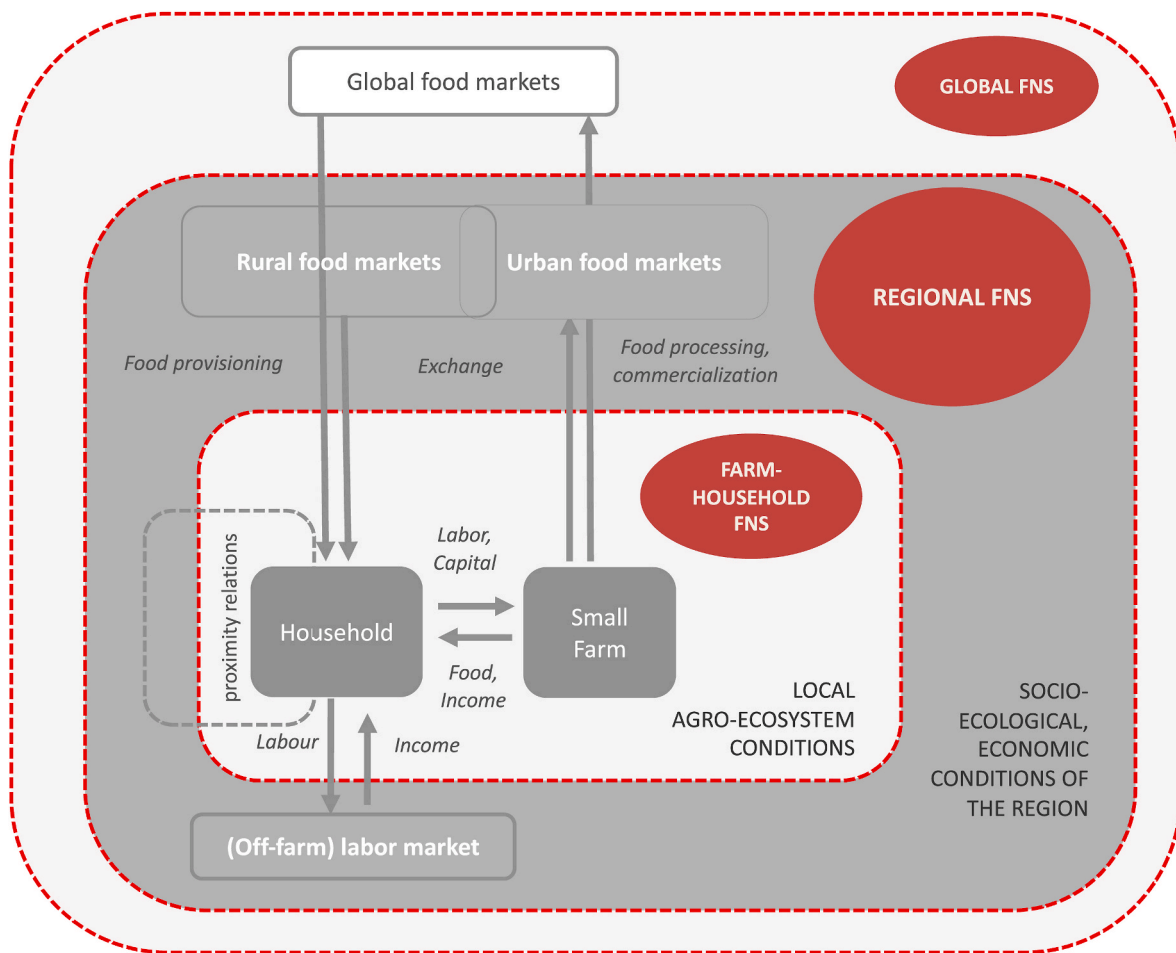 Global food markets
GLOBAL FNS
Rural food markets
Urban food markets
REGIONAL FNS
Food provisioning
Exchange
Food processing,
commercialization
FARM-
HOUSEHOLD
FNS
proximity relations
Labor,
Capital
Household
Small
Farm
Food,
Income
LOCAL
AGRO-ECOSYSTEM
CONDITIONS
SOCIO-
ECOLOGICAL,
ECONOMIC
CONDITIONS OF
THE REGION
Labour
Income
(Off-farm) labor market